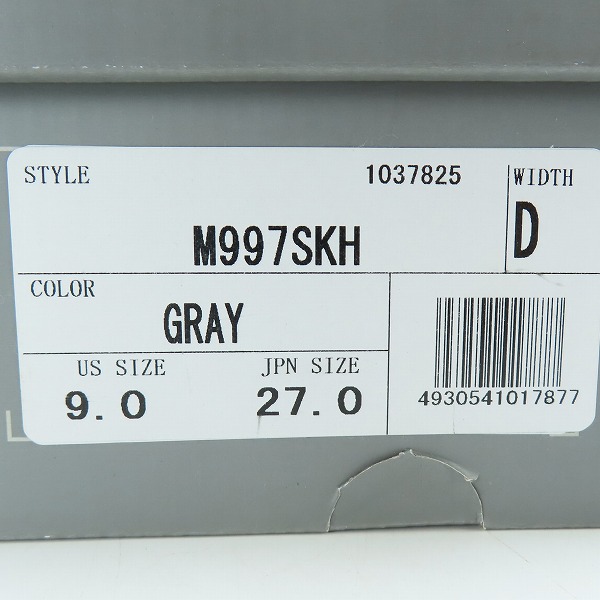 STYLE 1037825 WIDTH
M997SKH D
COLOR
GRAY
US SIZE JPN SIZE
9.0 27.0
4930541017877